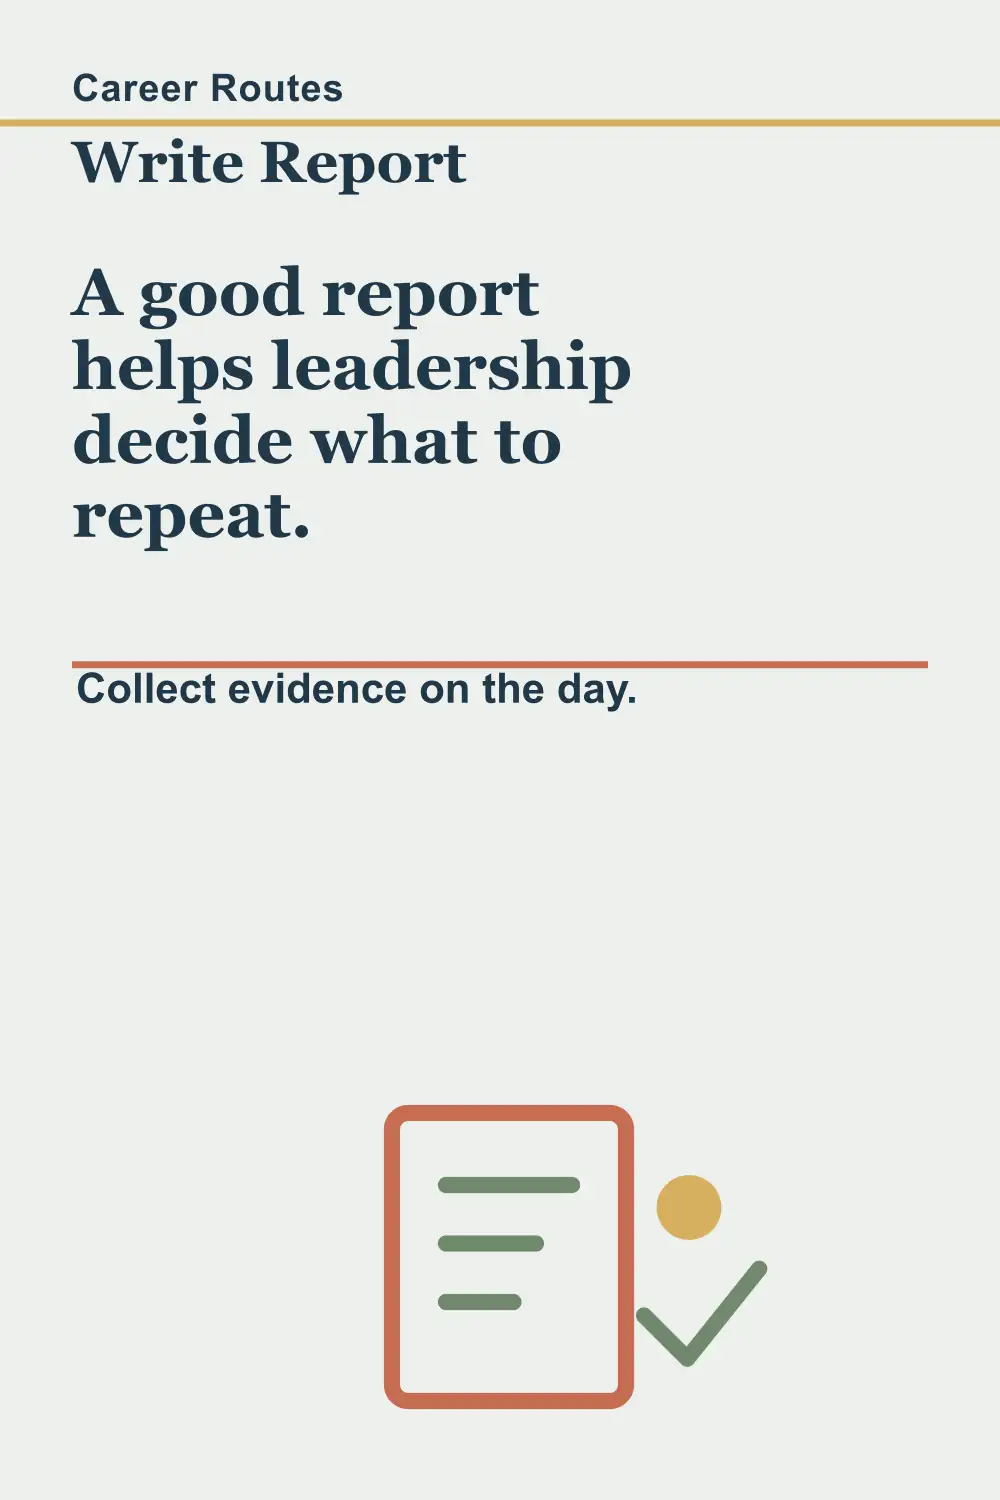 Career Routes
Write Report
A good report
helps leadership
decide what to
repeat.
Collect evidence on the day.